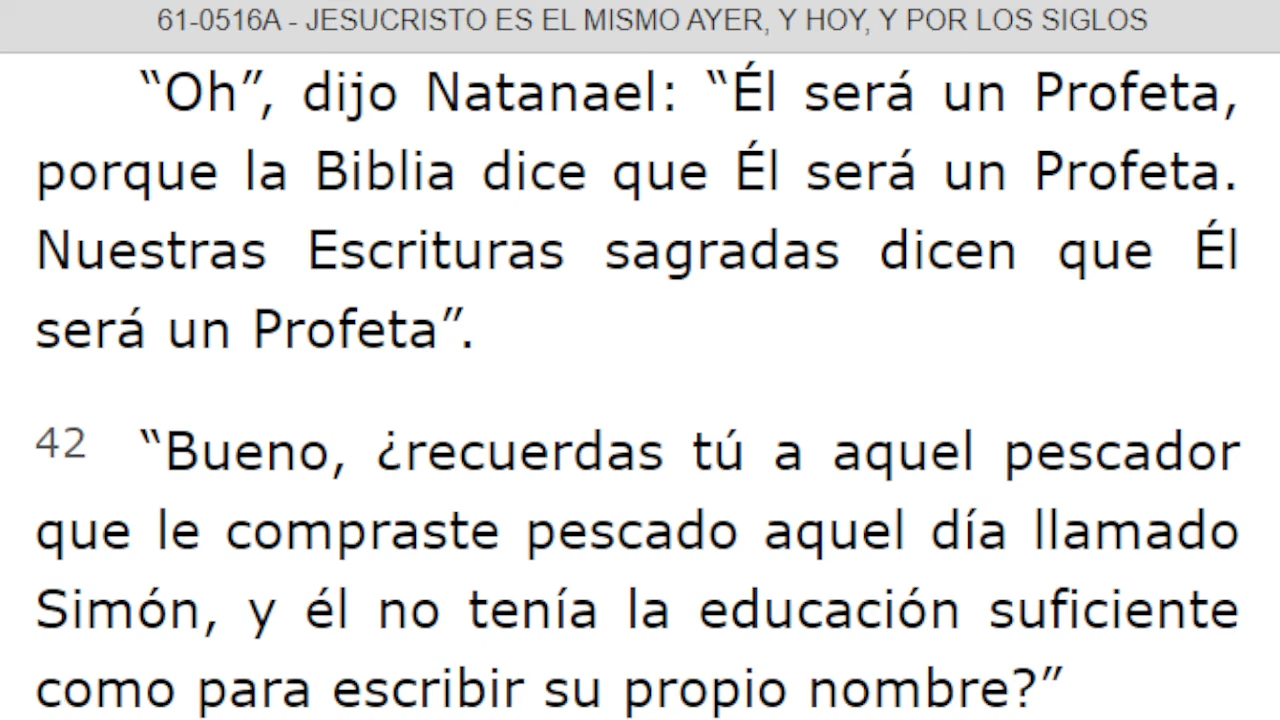 61-0516A - JESUCRISTO ES EL MISMO AYER, Y HOY, Y POR LOS SIGLOS
“Oh”, dijo Natanael: “Él será un Profeta,
porque la Biblia dice que Él será un Profeta.
Nuestras Escrituras sagradas dicen que Él
será un Profeta”.
42 “Bueno, ¿recuerdas tú a aquel pescador
que le compraste pescado aquel día llamado
Simón, y él no tenía la educación suficiente
como para escribir su propio nombre?”